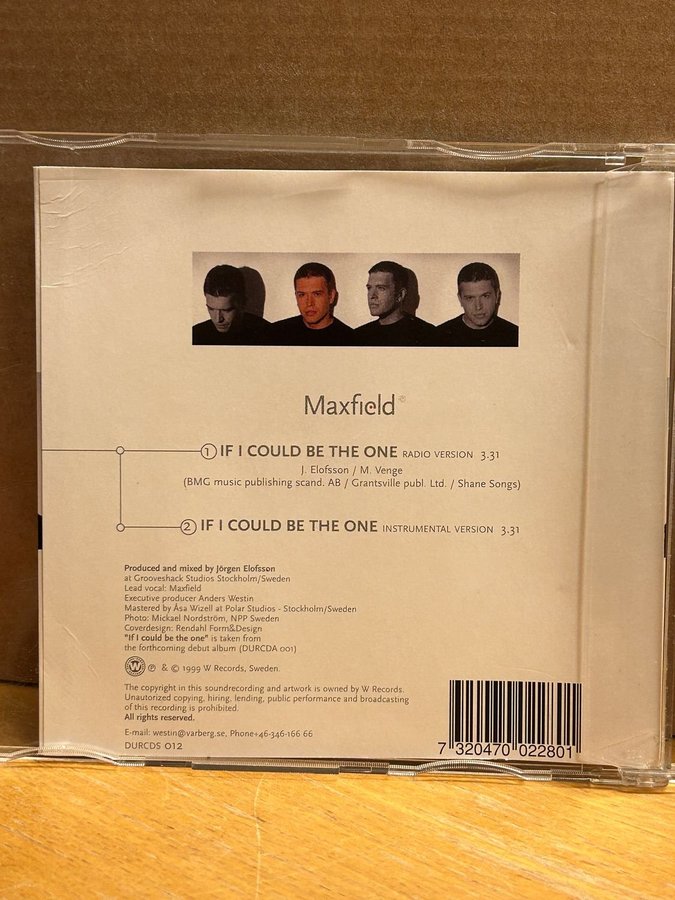 Maxfield
1 IF I COULD BE THE ONE RADIO VERSION 3.31
J. Elofsson / M. Venge
(BMG music publishing scand. AB / Grantsville publ. Ltd. / Shane Songs)
2 IF I COULD BE THE ONE INSTRUMENTAL VERSION 3.31
Produced and mixed by Jörgen Elofsson
at Grooveshack Studios Stockholm/Sweden
Lead vocal: Maxfield
Executive producer Anders Westin
Mastered by Åsa Wizell at Polar Studios - Stockholm/Sweden
Photo: Mickael Nordström, NPP Sweden
Coverdesign: Rendahl Form&Design
"If I could be the one" is taken from
the forthcoming debut album (DURCDA 001)
W ℗ & © 1999 W Records, Sweden.
The copyright in this soundrecording and artwork is owned by W Records.
Unautorized copying, hiring, lending, public performance and broadcasting
of this recording is prohibited.
All rights reserved.
E-mail: westin@varberg.se, Phone+46-346-166 66
DURCDS 012
7 320470 022801